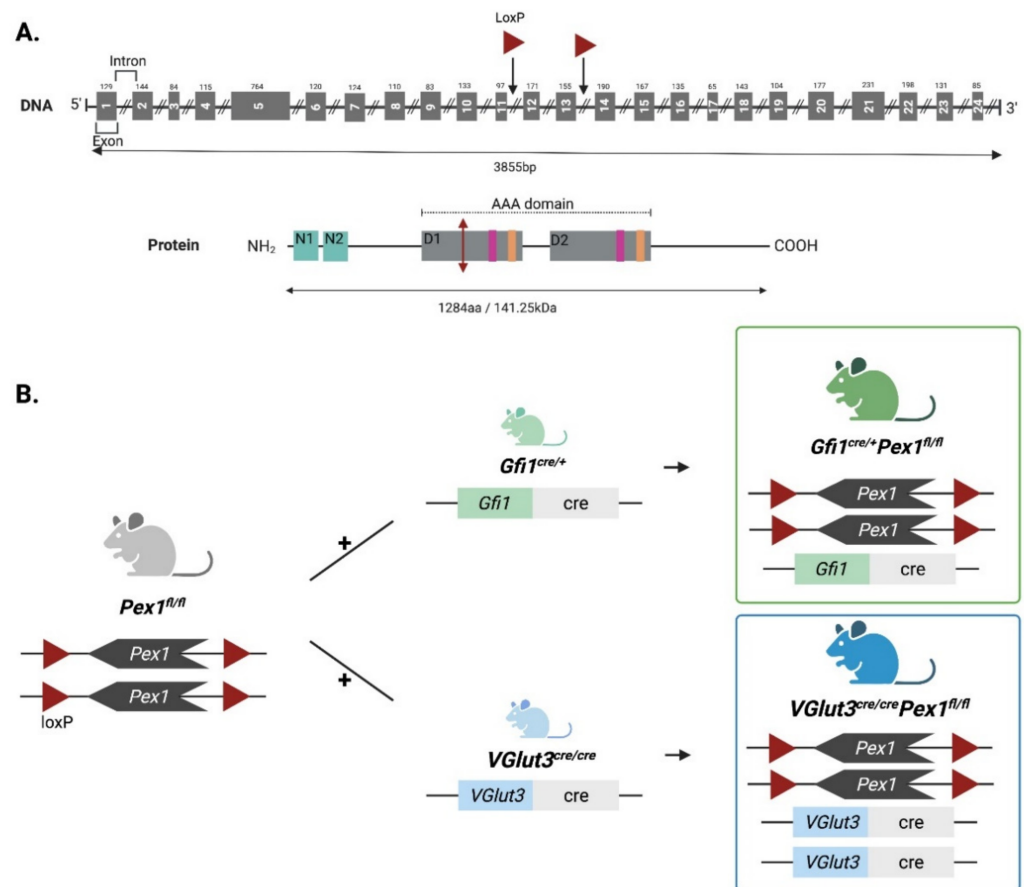 A.
LoxP
Intron
129 144 84 115 764 120 174 110 83 133 97 171 155 190 167 135 65 143 104 177 231 198 131 85
DNA 5' 1 2 3 4 5 6 7 8 9 10 11 12 13 14 15 16 17 18 19 20 21 22 23 24 3'
Exon
3855bp
AAA domain
Protein NH₂ N1 N2 D1 D2 COOH
1284aa / 141.25kDa
B.
Gfi1cre/+
Gfi1 cre
Gfi1cre/+Pex1fl/fl
Pex1
Pex1
Gfi1 cre
+
Pex1fl/fl
Pex1
Pex1
loxP
+
VGlut3cre/cre
VGlut3 cre
VGlut3cre/crePex1fl/fl
Pex1
Pex1
VGlut3 cre
VGlut3 cre